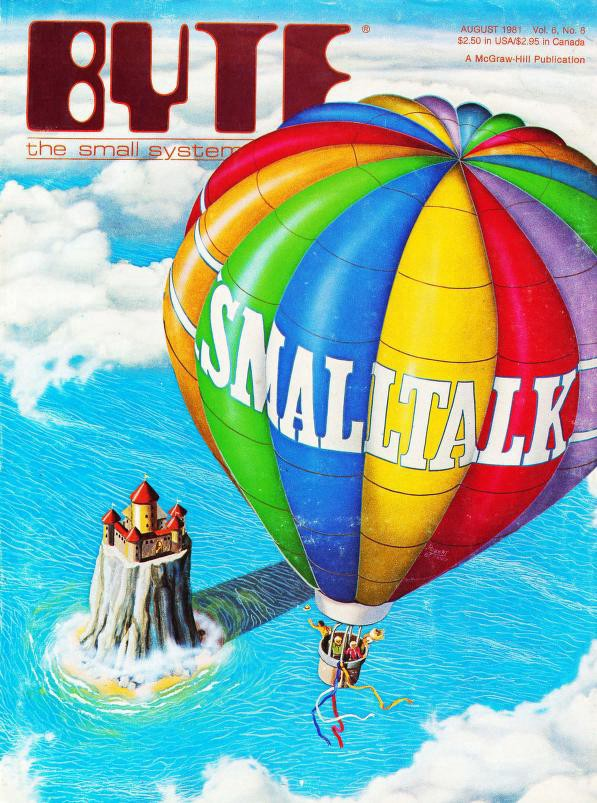 BYTE®
AUGUST 1981 Vol. 6, No. 8
$2.50 in USA/$2.95 in Canada
A McGraw-Hill Publication
the small system
SMALLTALK